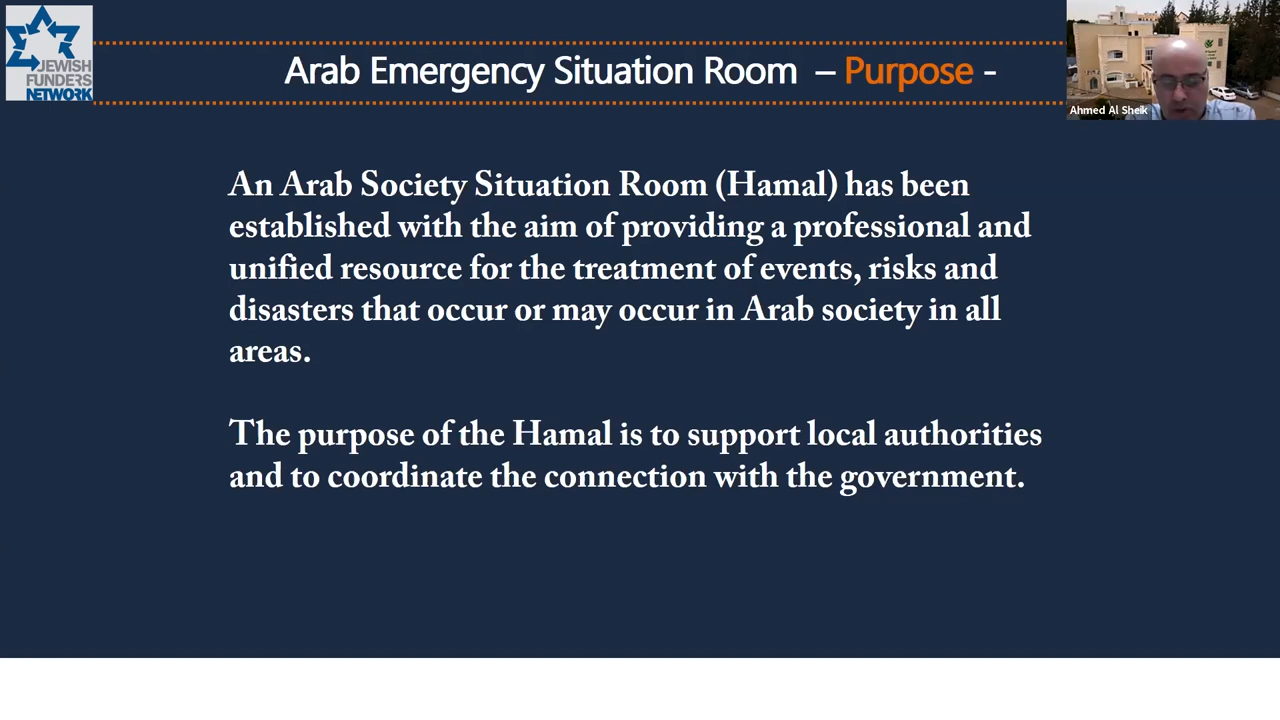 JEWISH
FUNDERS
NETWORK
Arab Emergency Situation Room – Purpose -
Ahmed Al Sheik
An Arab Society Situation Room (Hamal) has been
established with the aim of providing a professional and
unified resource for the treatment of events, risks and
disasters that occur or may occur in Arab society in all
areas.
The purpose of the Hamal is to support local authorities
and to coordinate the connection with the government.